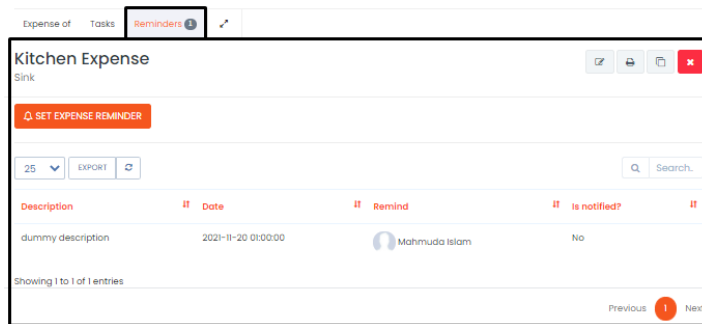 Expense of Tasks Reminders 1
Kitchen Expense
Sink
SET EXPENSE REMINDER
25 EXPORT Search..
Description Date Remind Is notified?
dummy description 2021-11-20 01:00:00 Mahmuda Islam No
Showing 1 to 1 of 1 entries
Previous 1 Next